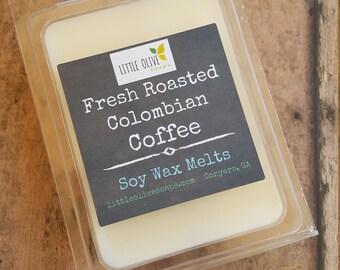 LITTLE OLIVE
Soaps
Fresh Roasted
Colombian
Coffee
Soy Wax Melts
littleolivesoaps.com Conyers, GA